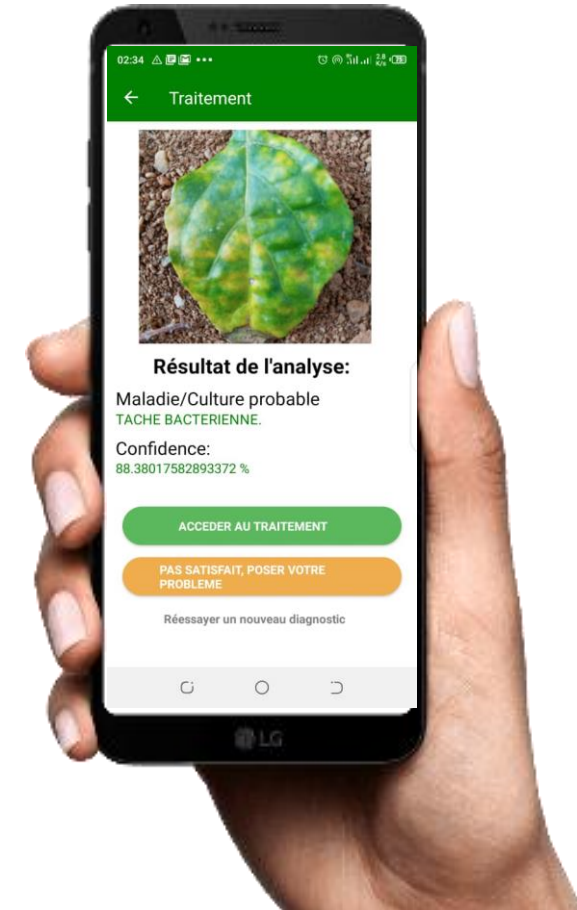 02:34
Traitement
Résultat de l'analyse:
Maladie/Culture probable
TACHE BACTERIENNE.
Confidence:
88.38017582893372 %
ACCEDER AU TRAITEMENT
PAS SATISFAIT, POSER VOTRE
PROBLEME
Réessayer un nouveau diagnostic
LG